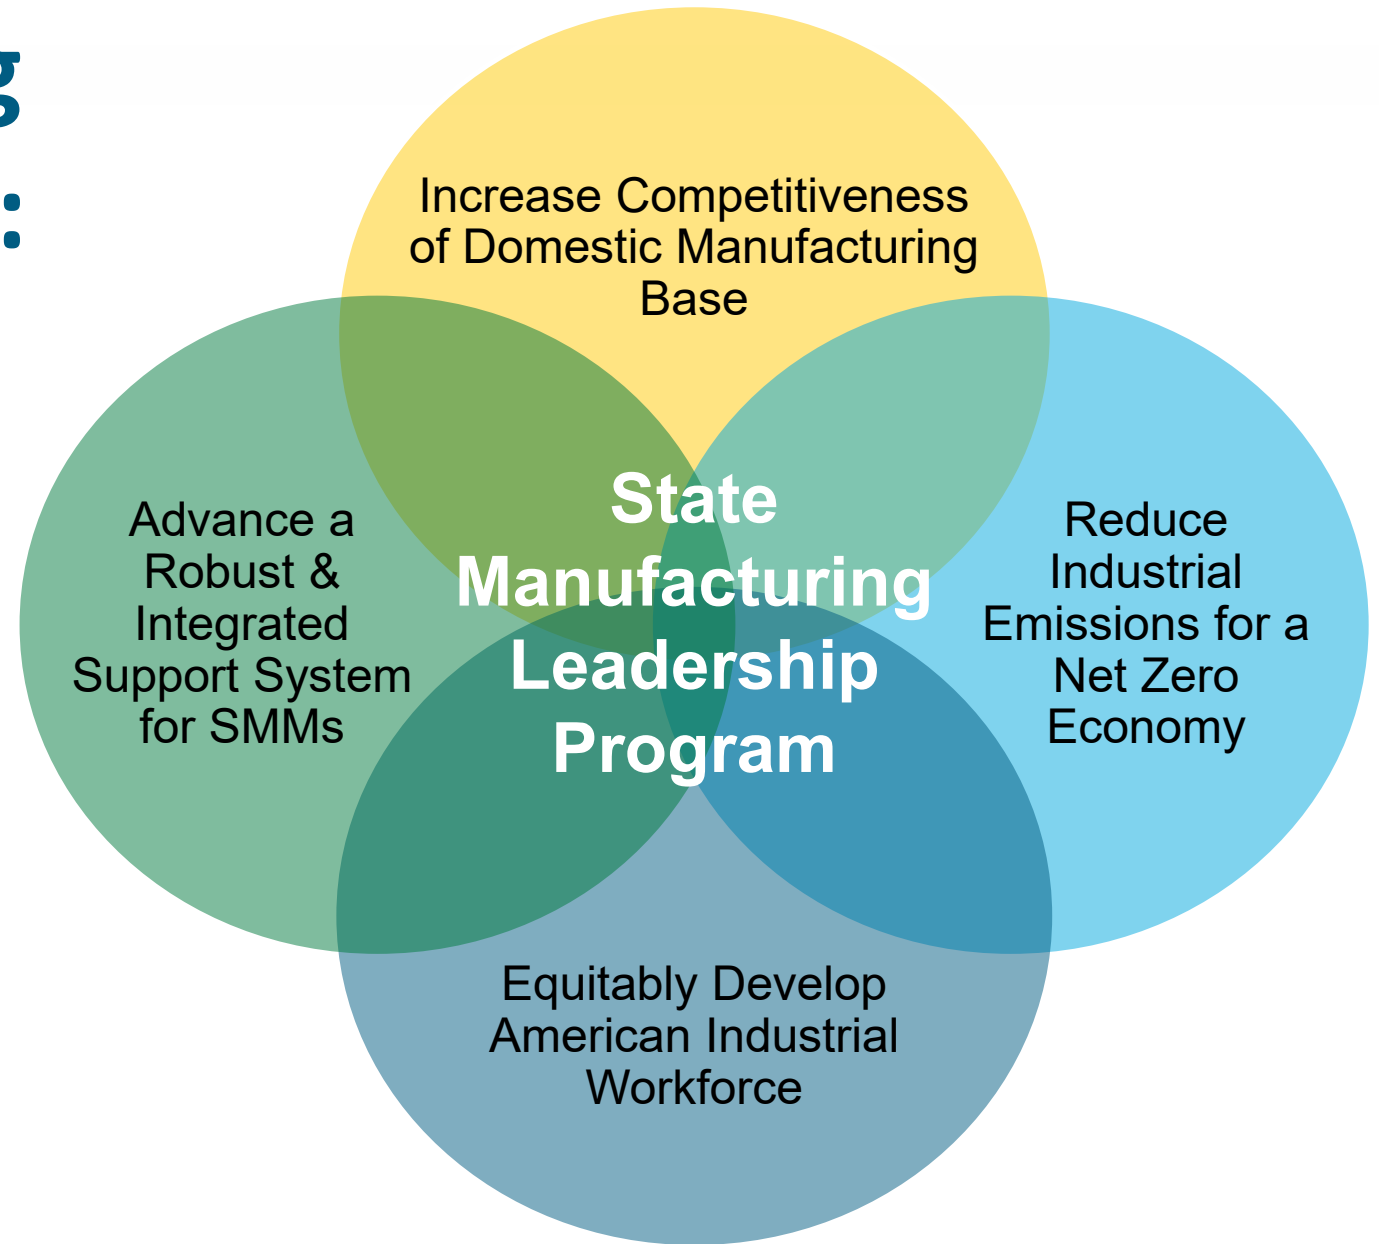 g
:
Increase Competitiveness
of Domestic Manufacturing
Base
Advance a
Robust &
Integrated
Support System
for SMMs
State
Manufacturing
Leadership
Program
Reduce
Industrial
Emissions for a
Net Zero
Economy
Equitably Develop
American Industrial
Workforce